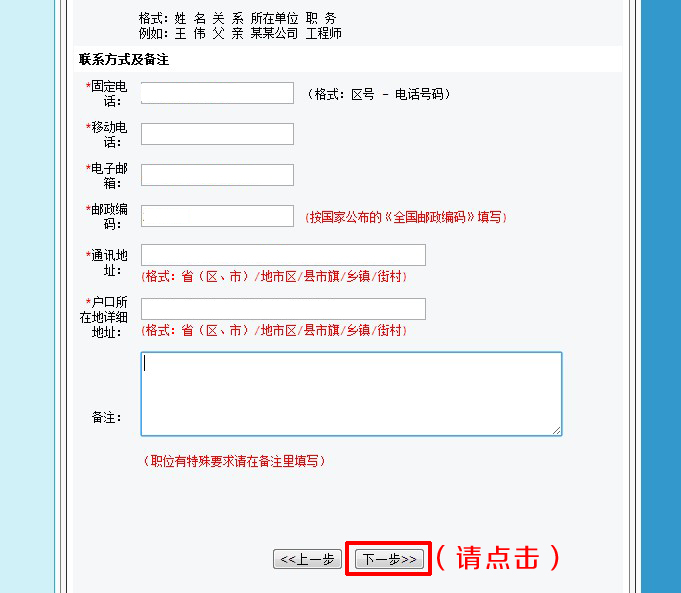 格式：姓 名 关 系 所在单位 职 务
例如：王 伟 父 亲 某某公司 工程师
联系方式及备注
*固定电
话：
（格式：区号 - 电话号码）
*移动电
话：
*电子邮
箱：
*邮政编
码：
(按国家公布的《全国邮政编码》填写)
*通讯地
址：
(格式：省（区、市）/地市区/县市旗/乡镇/街村)
*户口所
在地详细
地址：
(格式：省（区、市）/地市区/县市旗/乡镇/街村)
备注：
（职位有特殊要求请在备注里填写）
<<上一步 下一步>> （请点击）